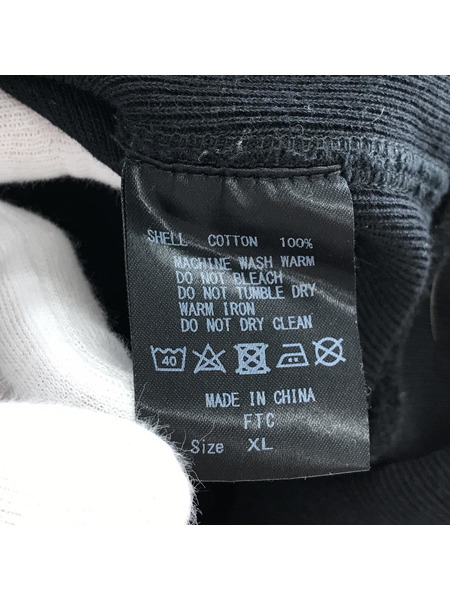 SHELL COTTON 100%
MACHINE WASH WARM
DO NOT BLEACH
DO NOT TUMBLE DRY
WARM IRON
DO NOT DRY CLEAN
40
MADE IN CHINA
FTC
Size XL